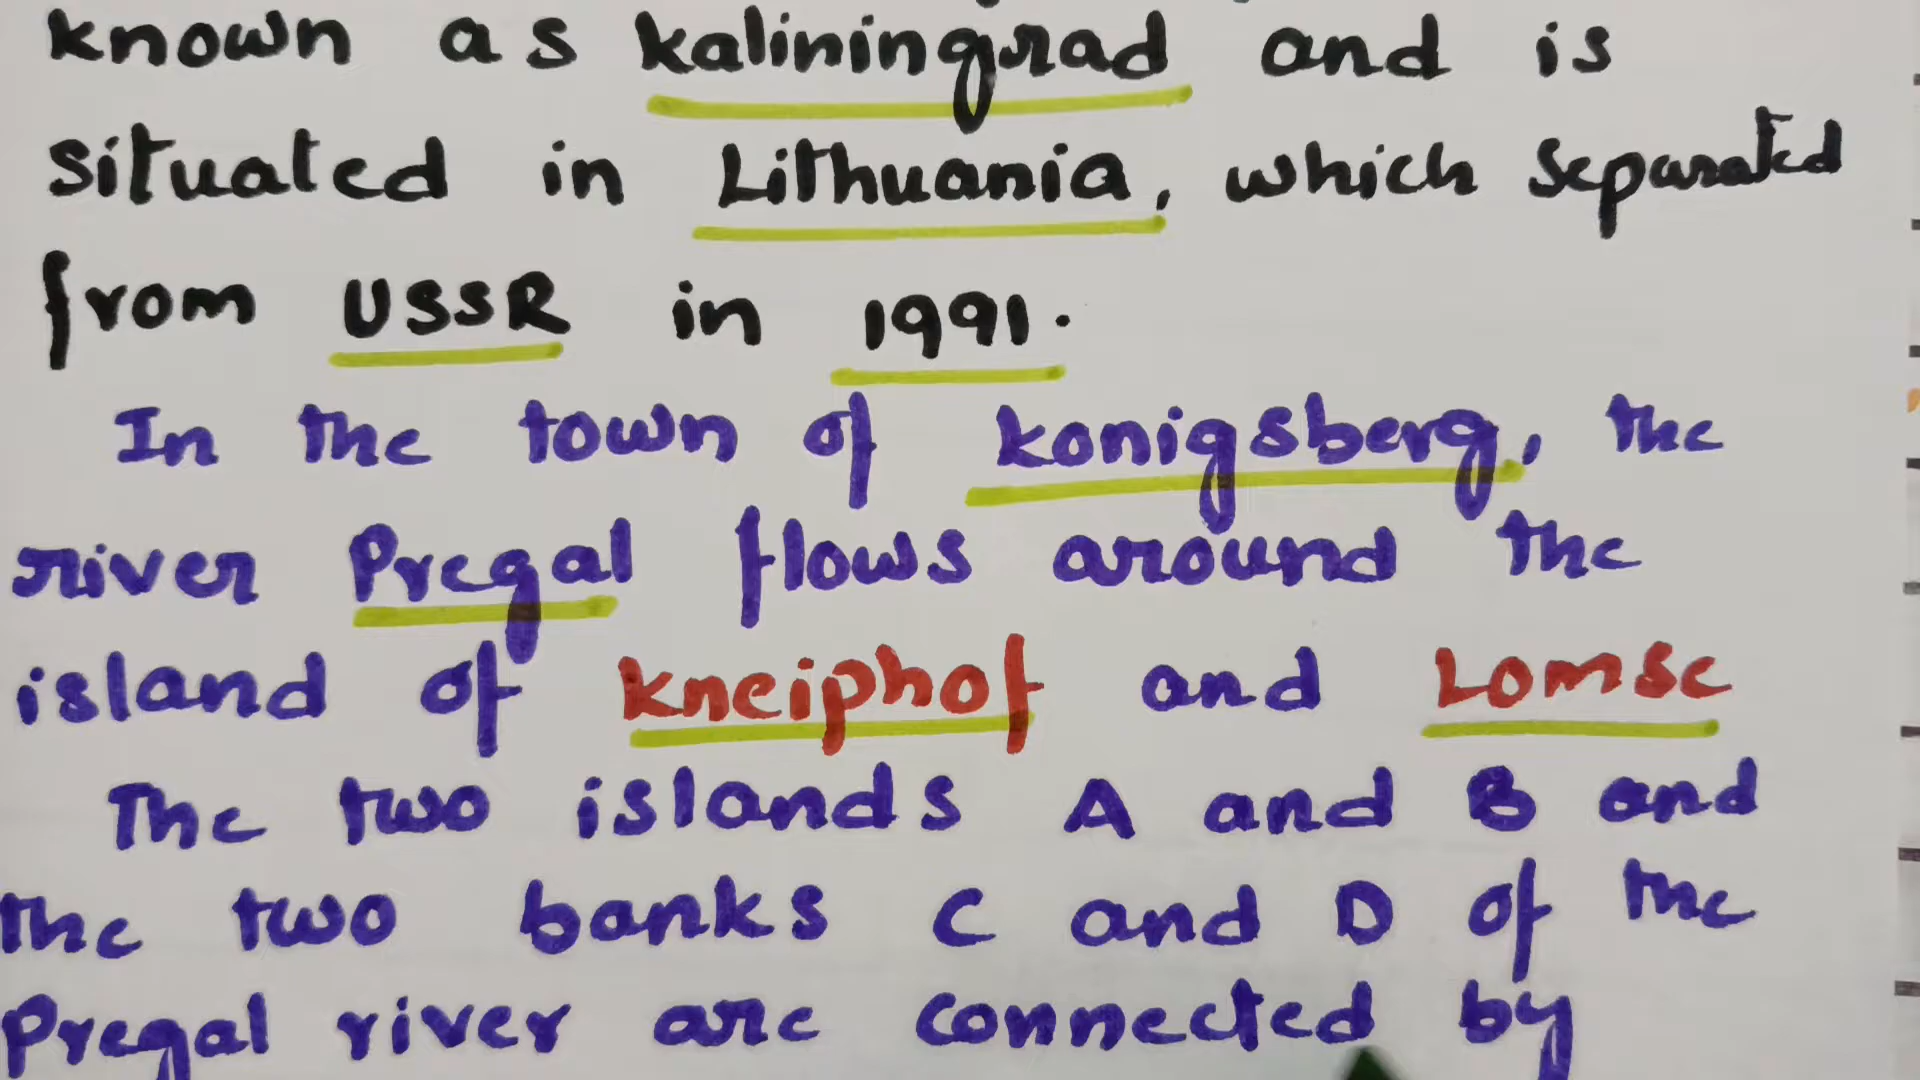 known as kaliningrad and is
situated in Lithuania, which separated
from USSR in 1991.
In the town of konigsberg, the
river Pregal flows around the
island of kneiphof and Lomse
The two islands A and B and
the two banks C and D of the
Pregal river are connected by